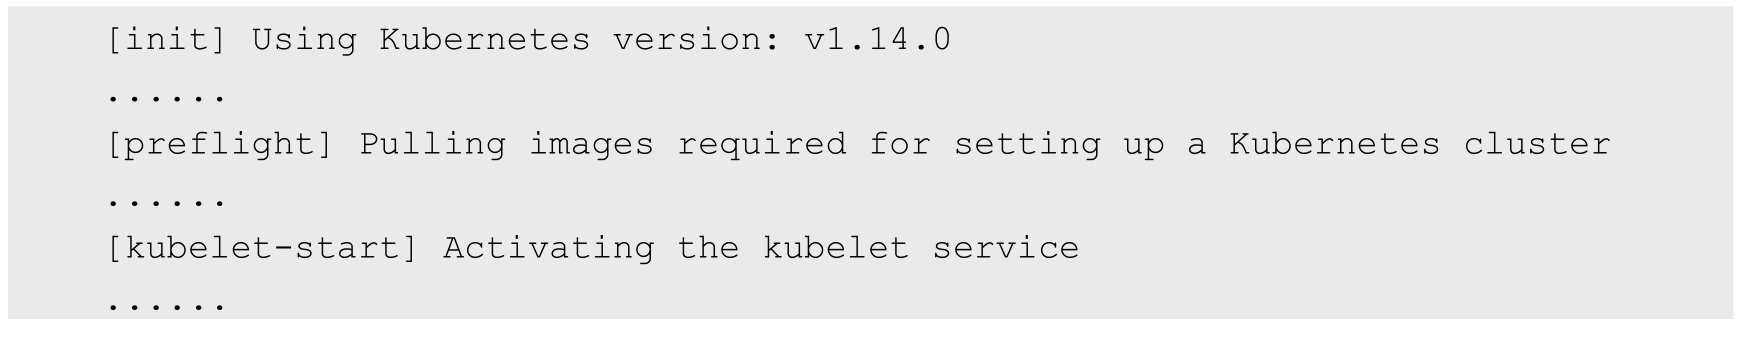 [init] Using Kubernetes version: v1.14.0
......
[preflight] Pulling images required for setting up a Kubernetes cluster
......
[kubelet-start] Activating the kubelet service
......